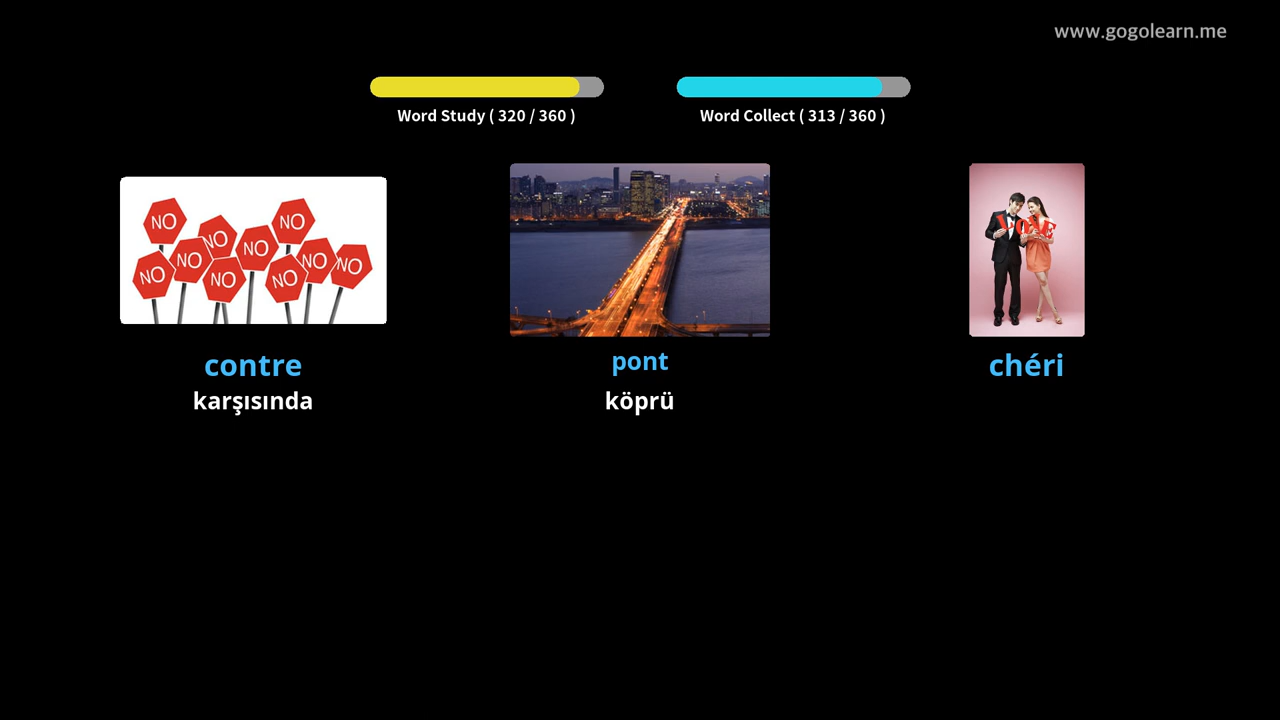 www.gogolearn.me
Word Study ( 320 / 360 )
Word Collect ( 313 / 360 )
NO
NO
NO
NO
NO
NO
NO
NO
NO
NO
LOVE
contre
pont
chéri
karşısında
köprü